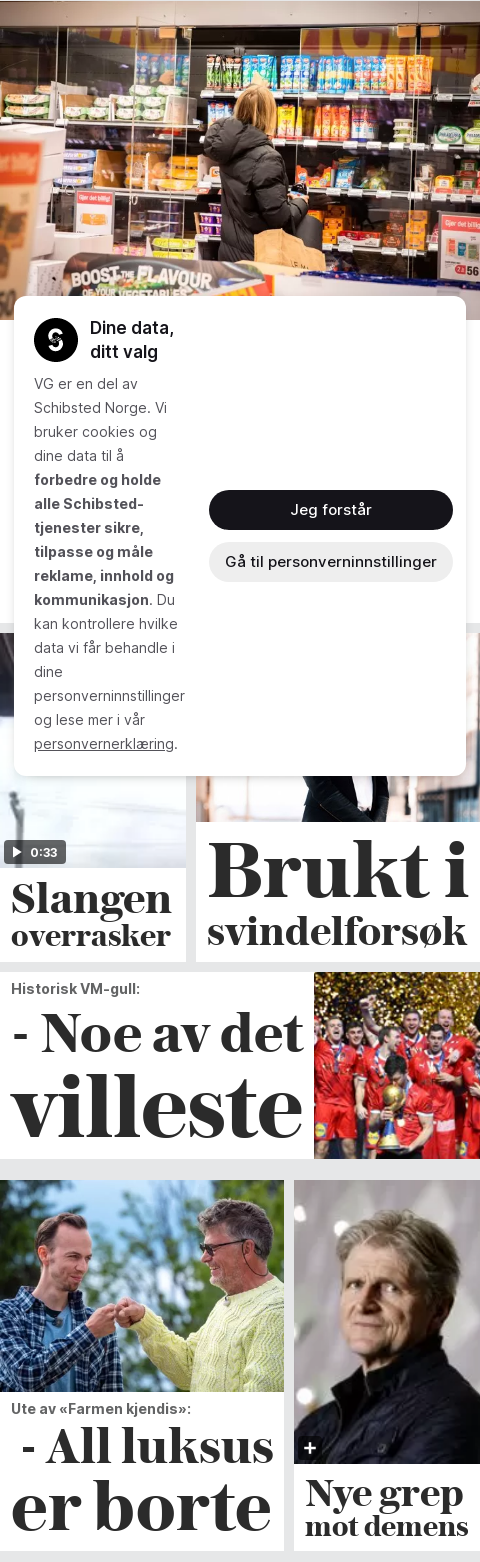 Gjør det billig!
BOOST THE FLAVOUR
OF YOUR VEGETABLES
56
Dine data,
ditt valg
VG er en del av
Schibsted Norge. Vi
bruker cookies og
dine data til å
forbedre og holde
alle Schibsted-
tjenester sikre,
tilpasse og måle
reklame, innhold og
kommunikasjon. Du
kan kontrollere hvilke
data vi får behandle i
dine
personverninnstillinger
og lese mer i vår
personvernerklæring.
Jeg forstår
Gå til personverninnstillinger
0:33
Slangen
overrasker
Brukt i
svindelforsøk
Historisk VM-gull:
- Noe av det
villeste
Ute av «Farmen kjendis»:
- All luksus
er borte
Nye grep
mot demens